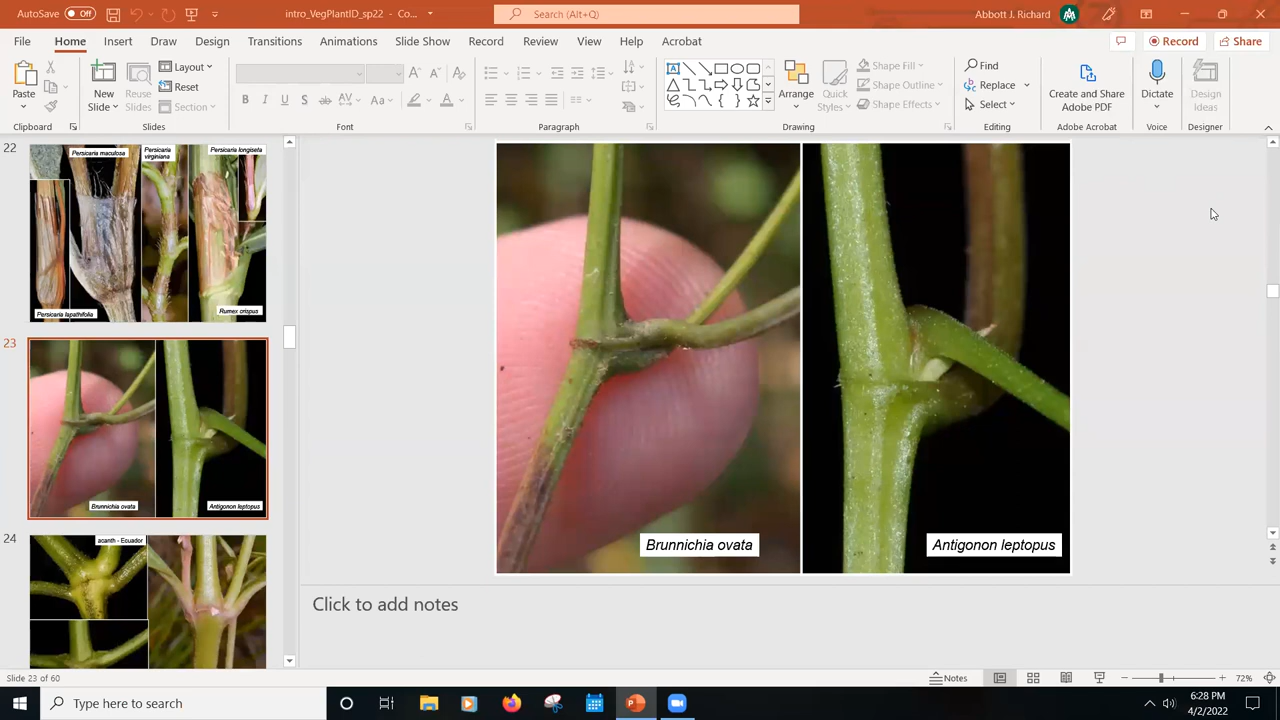 AutoSave Off intro_VegPlantID_sp22 - Co... Search (Alt+Q) Abbott J. Richard
File Home Insert Draw Design Transitions Animations Slide Show Record Review View Help Acrobat Record Share
Paste New Slide Reuse Slides Layout Reset Section
B I U S ab AV Aa A
Arrange Quick Styles Shape Fill Shape Outline Shape Effects
Find Replace Select
Create and Share Adobe PDF Dictate Design Ideas
Clipboard Slides Font Paragraph Drawing Editing Adobe Acrobat Voice Designer
22
Persicaria maculosa
Persicaria virginiana
Persicaria longiseta
Persicaria lapathifolia
Rumex crispus
23
Brunnichia ovata
Antigonon leptopus
24
acanth - Ecuador
Brunnichia ovata
Antigonon leptopus
Click to add notes
Slide 23 of 60 Notes 72%
Type here to search
6:28 PM
4/2/2022